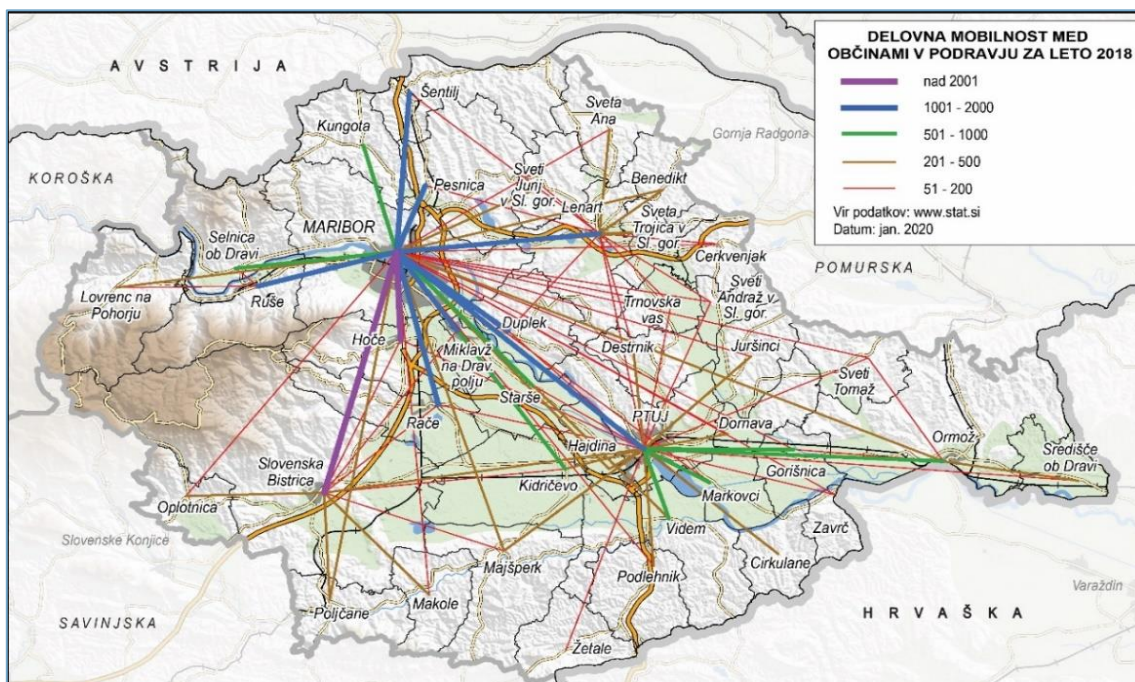 DELOVNA MOBILNOST MED
OBČINAMI V PODRAVJU ZA LETO 2018
nad 2001
1001 - 2000
501 - 1000
201 - 500
51 - 200
Vir podatkov: www.stat.si
Datum: jan. 2020
AVSTRIJA
Šentilj
Sveta
Ana
Kungota
Gornja Radgona
KOROŠKA
Pesnica
Sveti
Jurij
v Sl. gor.
Benedikt
Lenart
Sveta
Trojica v
Sl. gor.
MARIBOR
Selnica
ob Dravi
Cerkvenjak
POMURSKA
Lovrenc na
Pohorju
Ruše
Sveti
Andraž v
Sl. gor.
Trnovska
vas
Duplek
Hoče
Miklavž
na Drav.
polju
Destrnik
Juršinci
Sveti
Tomaž
Starše
Rače
PTUJ
Dornava
Hajdina
Ormož
Središče
ob Dravi
Slovenska
Bistrica
Gorišnica
Kidričevo
Markovci
Oplotnica
Videm
Zavrč
Slovenske Konjice
Majšperk
Podlehnik
Cirkulane
Varaždin
Poljčane
Makole
SAVINJSKA
HRVAŠKA
Žetale